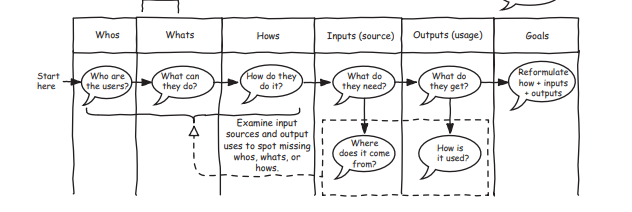 Whos
Whats
Hows
Inputs (source)
Outputs (usage)
Goals
Start
here
Who are
the users?
What can
they do?
How do they
do it?
What do
they need?
What do
they get?
Reformulate
how + inputs
+ outputs
Examine input
sources and output
uses to spot missing
whos, whats, or
hows.
Where
does it come
from?
How is
it used?